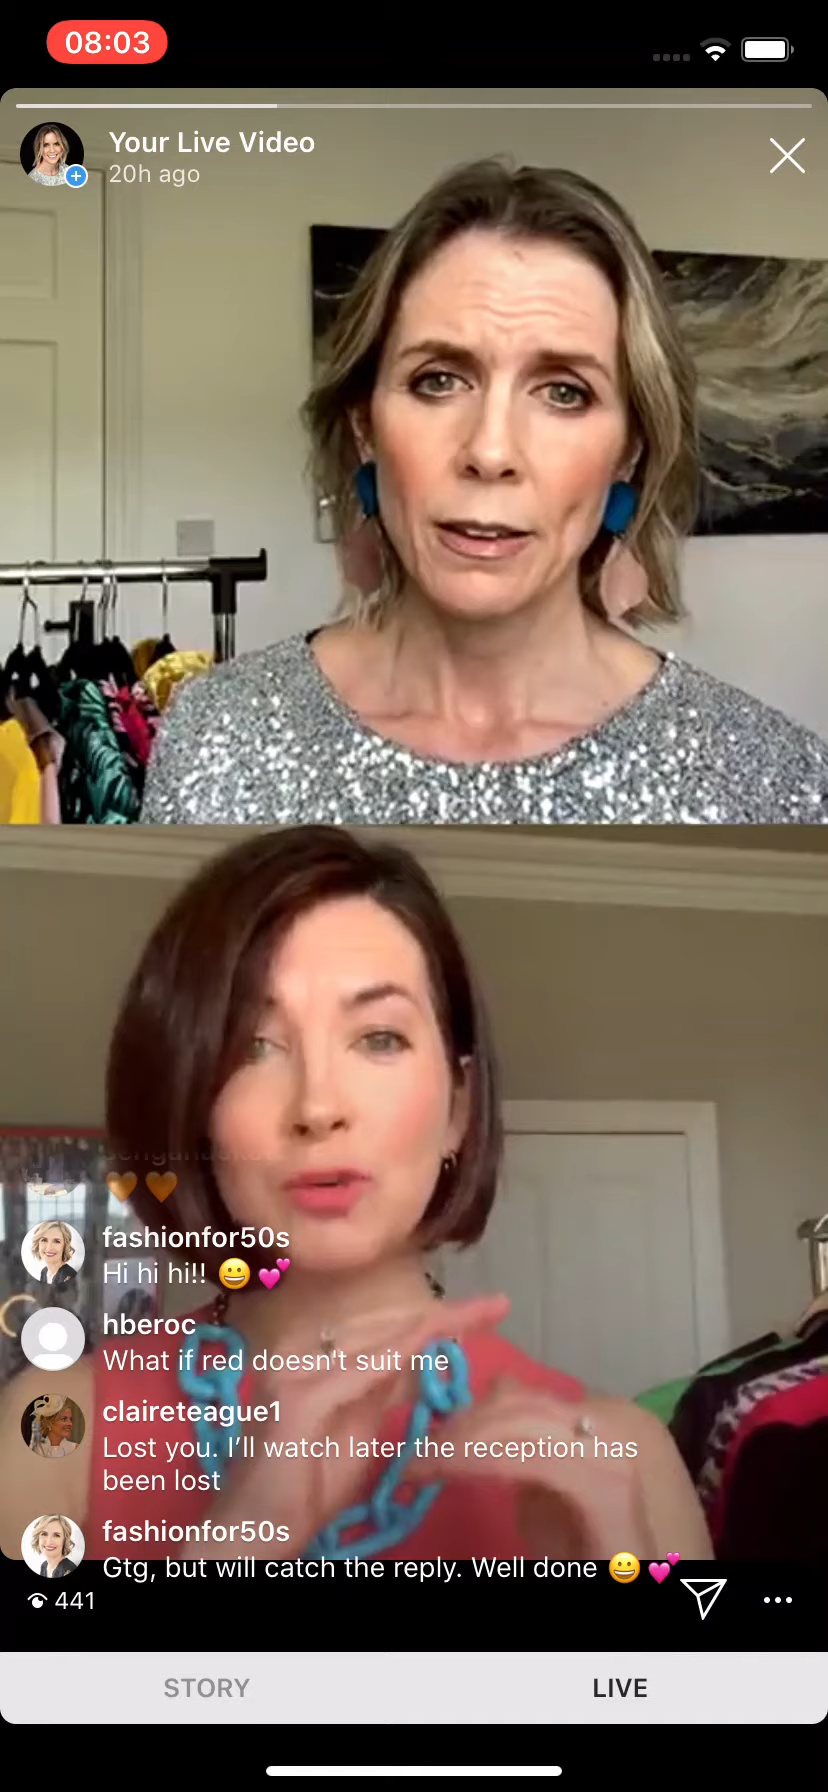 08:03
Your Live Video
20h ago
🧡🧡
fashionfor50s
Hi hi hi!! 😀💕
hberoc
What if red doesn't suit me
claireteague1
Lost you. I’ll watch later the reception has
been lost
fashionfor50s
Gtg, but will catch the reply. Well done 😀💕
441
STORY
LIVE